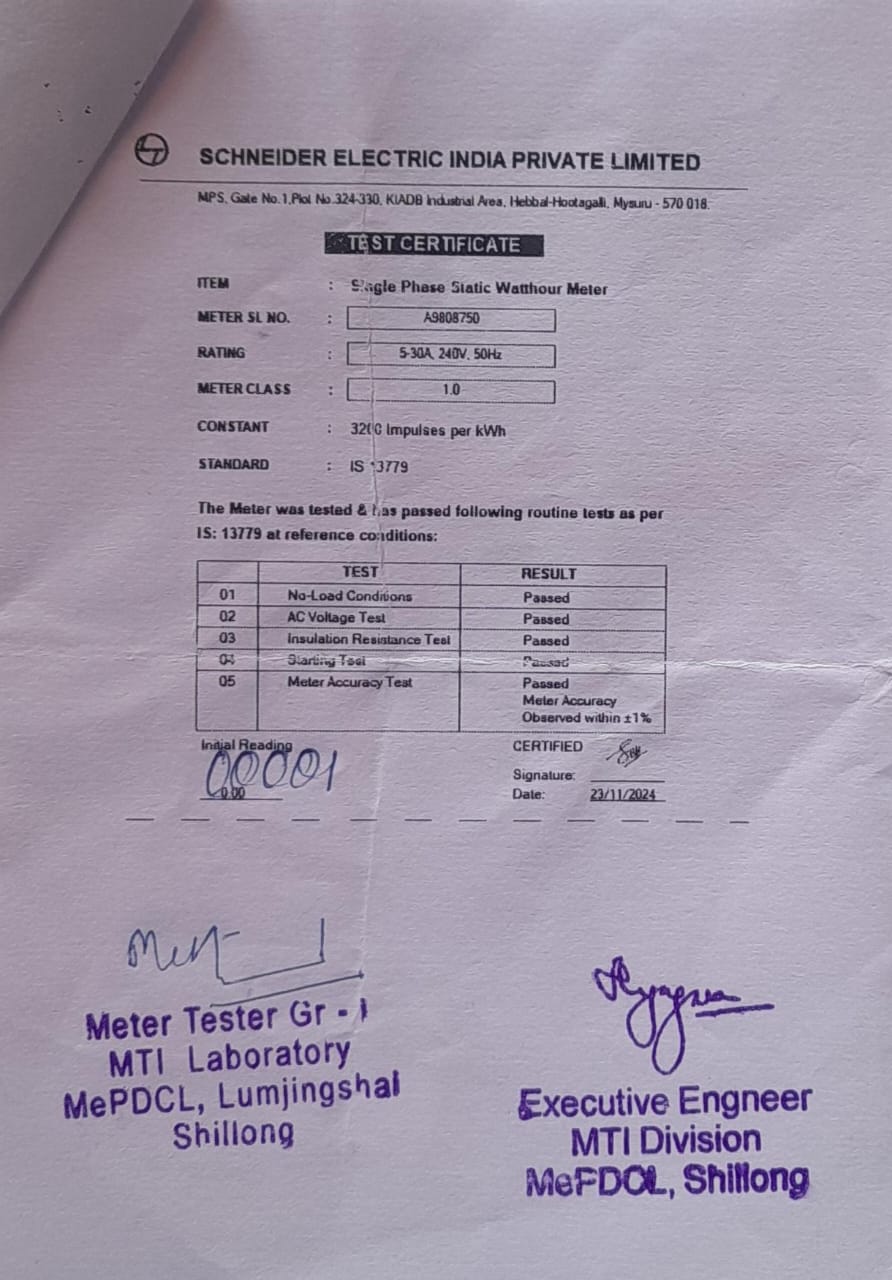 SCHNEIDER ELECTRIC INDIA PRIVATE LIMITED
MPS, Gate No.1,Plot No.324-330, KIADB Industrial Area, Hebbal-Hootagalli, Mysuru - 570 018.
TEST CERTIFICATE
ITEM : Single Phase Static Watthour Meter
METER SL NO. : A9808750
RATING : 5-30A, 240V, 50Hz
METER CLASS : 1.0
CONSTANT : 3200 Impulses per kWh
STANDARD : IS 13779
The Meter was tested & has passed following routine tests as per
IS: 13779 at reference conditions:
TEST RESULT
01 No-Load Conditions Passed
02 AC Voltage Test Passed
03 Insulation Resistance Test Passed
04 Starting Test Passed
05 Meter Accuracy Test Passed
Meter Accuracy
Observed within ±1%
Initial Reading CERTIFIED
00001
Signature:
0.00 Date: 23/11/2024
Meter Tester Gr - I
MTI Laboratory
MePDCL, Lumjingshai
Shillong
Executive Engneer
MTI Division
MePDCL, Shillong